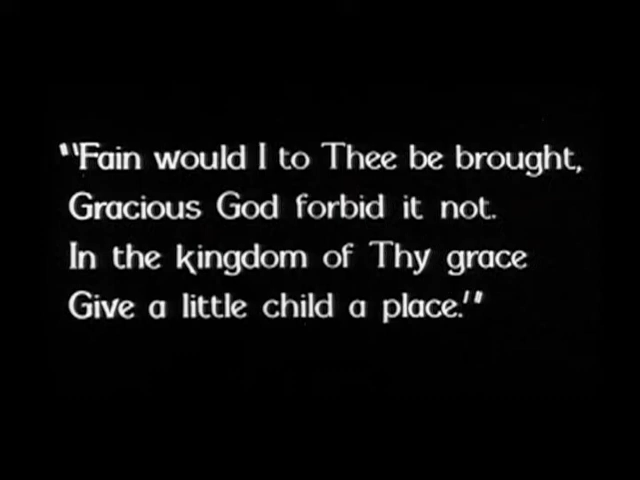 "Fain would I to Thee be brought,
Gracious God forbid it not.
In the kingdom of Thy grace
Give a little child a place."